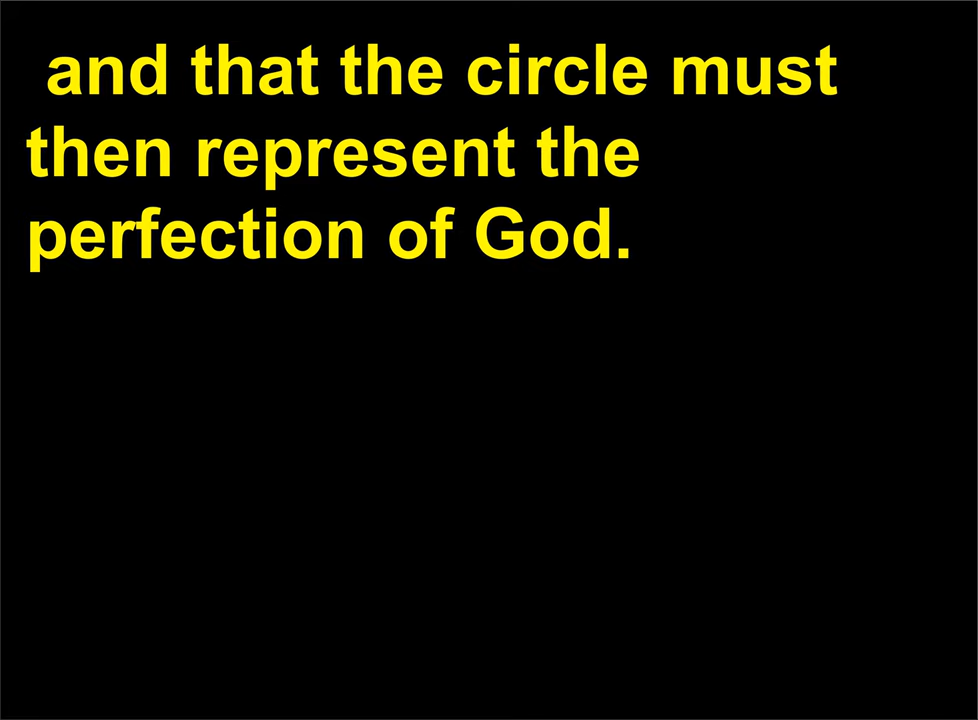 and that the circle must
then represent the
perfection of God.